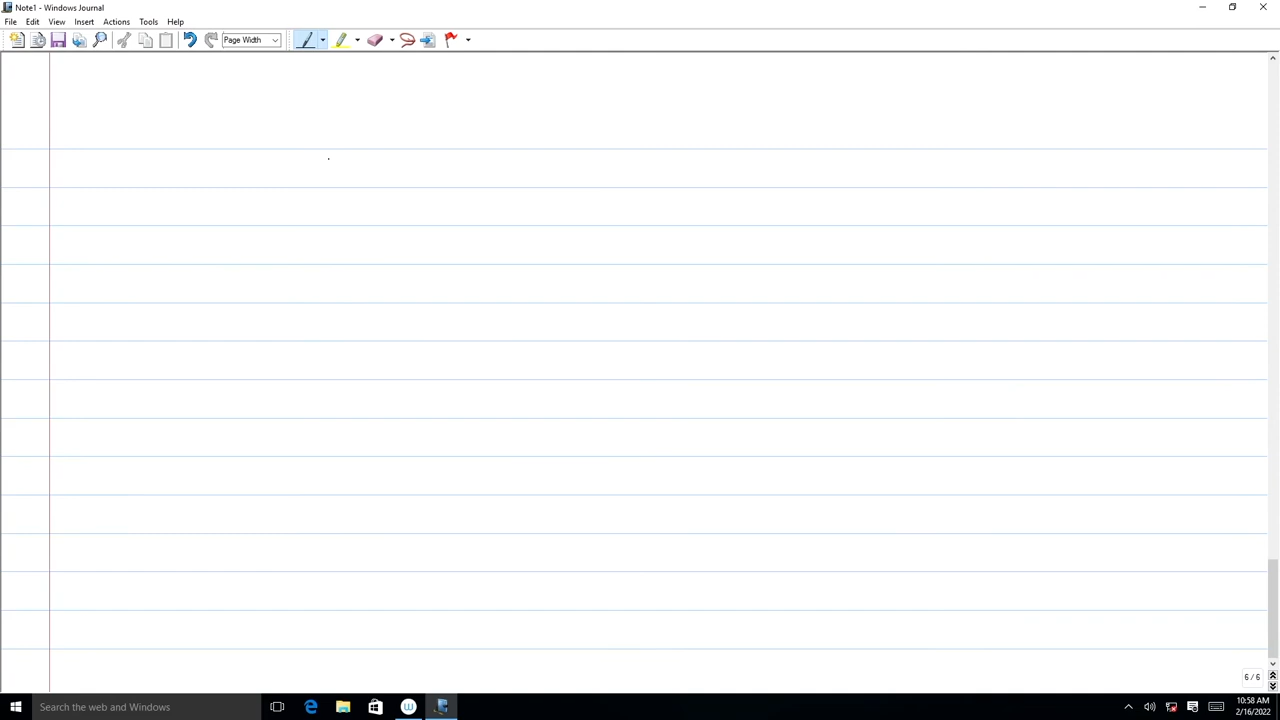 Note1 - Windows Journal
File Edit View Insert Actions Tools Help
Page Width
6 / 6
Search the web and Windows
10:58 AM
2/16/2022